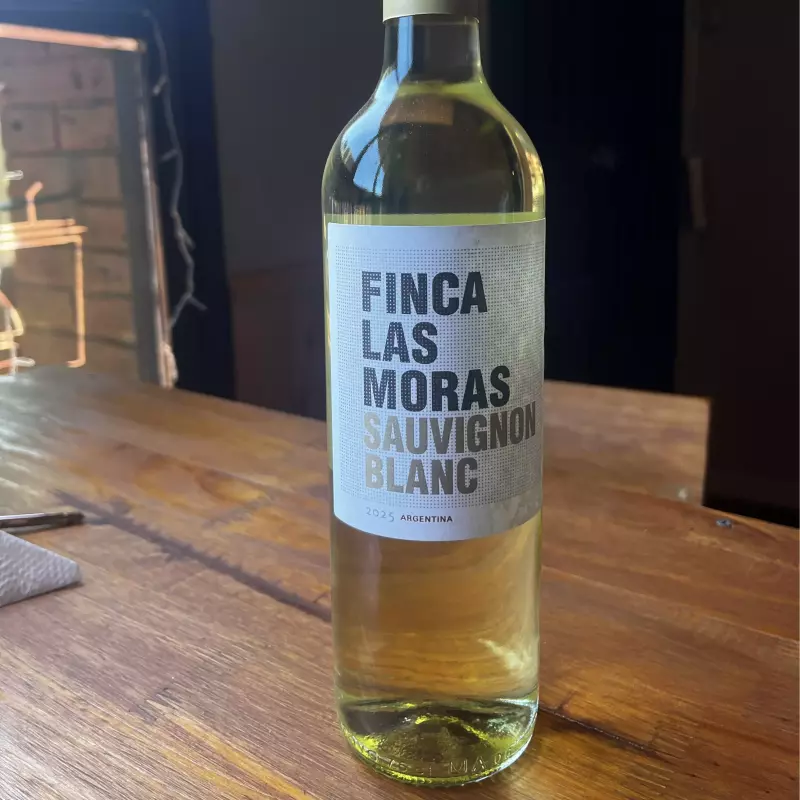 FINCA
LAS
MORAS
SAUVIGNON
BLANC
2025 ARGENTINA